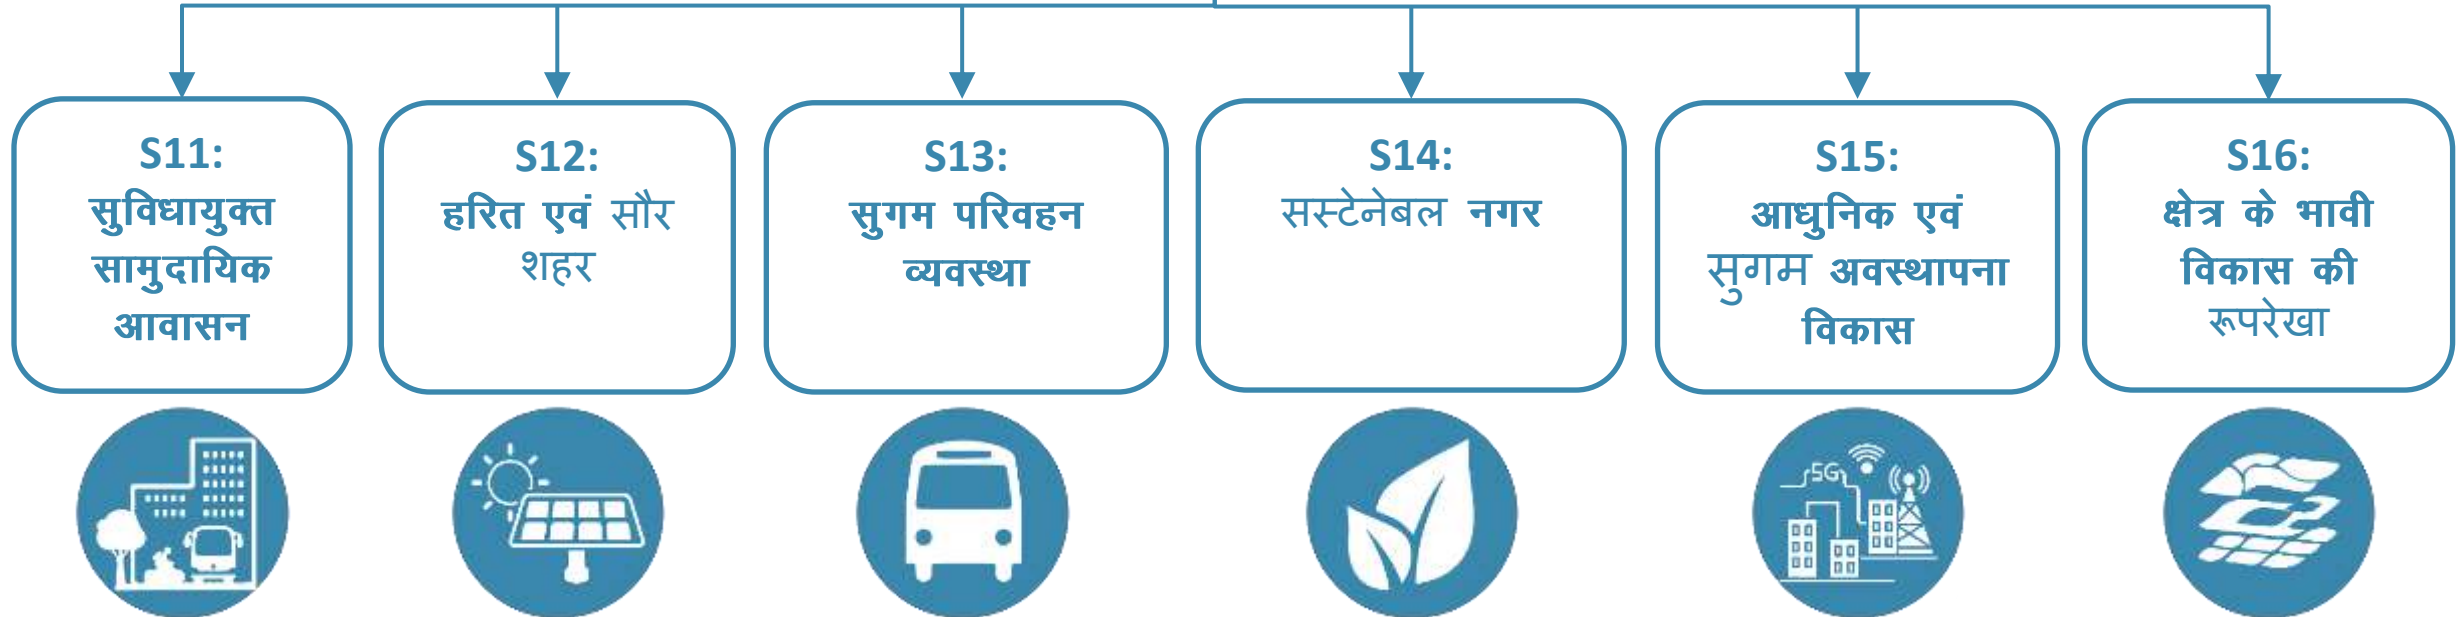 S11:
सुविधायुक्त
सामुदायिक
आवासन
S12:
हरित एवं सौर
शहर
S13:
सुगम परिवहन
व्यवस्था
S14:
सस्टेनेबल नगर
S15:
आधुनिक एवं
सुगम अवस्थापना
विकास
S16:
क्षेत्र के भावी
विकास की
रूपरेखा
5G